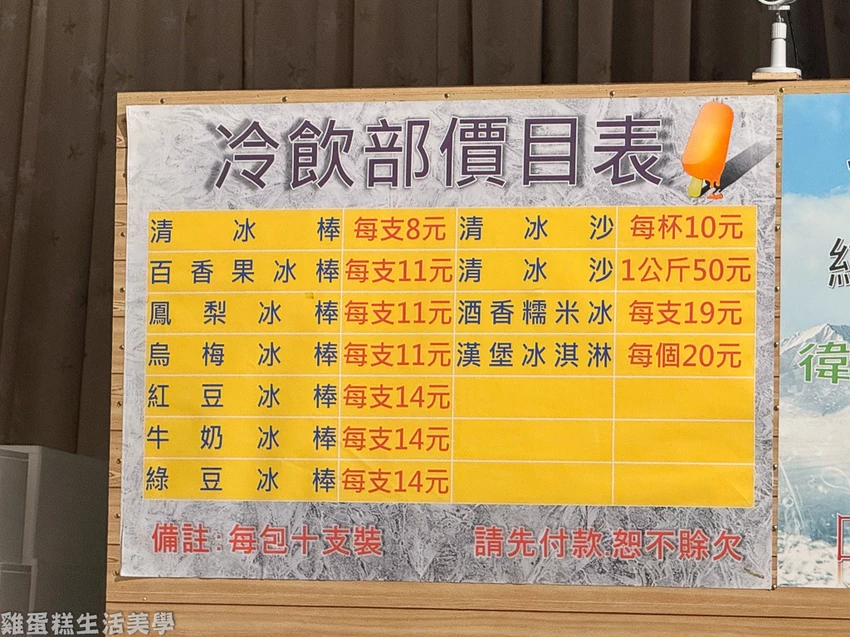 冷飲部價目表
清冰棒 每支8元 清冰沙 每杯10元
百香果冰棒 每支11元 清冰沙 1公斤50元
鳳梨冰棒 每支11元 酒香糯米冰 每支19元
烏梅冰棒 每支11元 漢堡冰淇淋 每個20元
紅豆冰棒 每支14元
牛奶冰棒 每支14元
綠豆冰棒 每支14元
備註:每包十支裝 請先付款.恕不賒欠
雞蛋糕生活美學